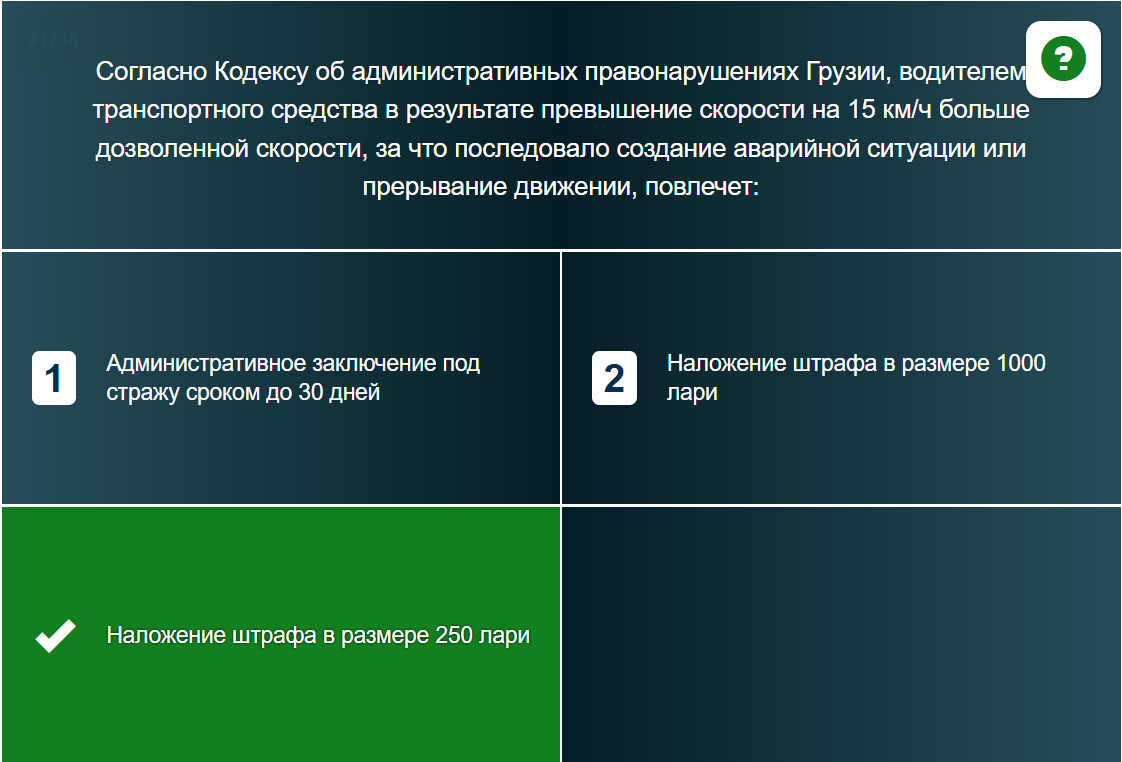 #1713
?
Согласно Кодексу об административных правонарушениях Грузии, водителем
транспортного средства в результате превышение скорости на 15 км/ч больше
дозволенной скорости, за что последовало создание аварийной ситуации или
прерывание движении, повлечет:
1
Административное заключение под
стражу сроком до 30 дней
2
Наложение штрафа в размере 1000
лари
Наложение штрафа в размере 250 лари